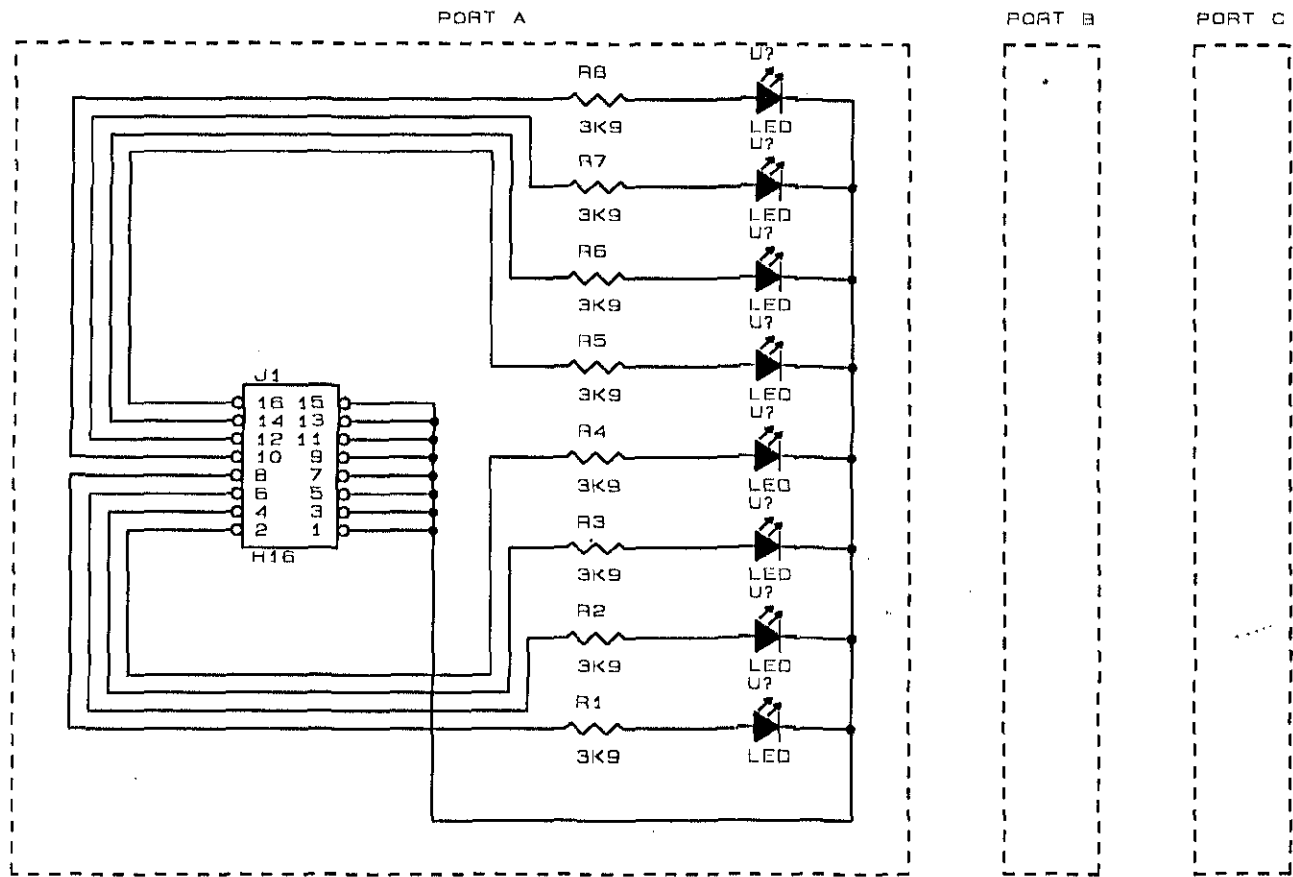 PORT A
PORT B
PORT C
U?
R8
3K9
LED
U?
R7
3K9
LED
U?
R6
3K9
LED
U?
R5
3K9
LED
U?
R4
3K9
LED
U?
R3
3K9
LED
U?
R2
3K9
LED
U?
R1
3K9
LED
J1
16 15
14 13
12 11
10 9
8 7
6 5
4 3
2 1
H16